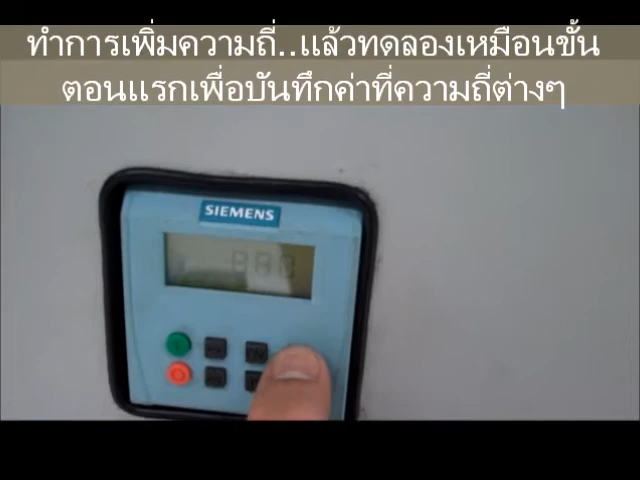 ทำการเพิ่มความถี่..แล้วทดลองเหมือนขั้น
ตอนแรกเพื่อบันทึกค่าที่ความถี่ต่างๆ
SIEMENS